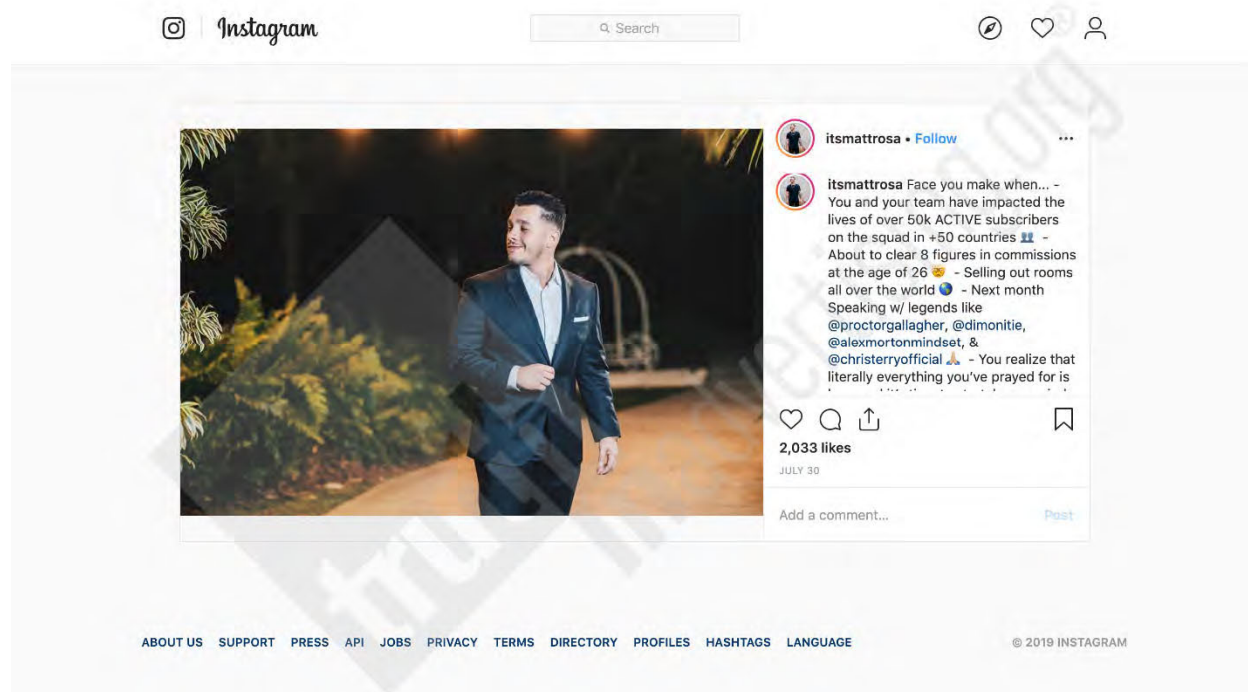 Instagram
Search
itsmattrosa • Follow
itsmattrosa Face you make when... -
You and your team have impacted the
lives of over 50k ACTIVE subscribers
on the squad in +50 countries 👥 -
About to clear 8 figures in commissions
at the age of 26 😤 - Selling out rooms
all over the world 🌎 - Next month
Speaking w/ legends like
@proctorgallagher, @dimonitie,
@alexmortonmindset, &
@christerryofficial 🙏🏼 - You realize that
literally everything you've prayed for is
2,033 likes
JULY 30
Add a comment...
Post
ABOUT US SUPPORT PRESS API JOBS PRIVACY TERMS DIRECTORY PROFILES HASHTAGS LANGUAGE
© 2019 INSTAGRAM
truthinadvertising.org®